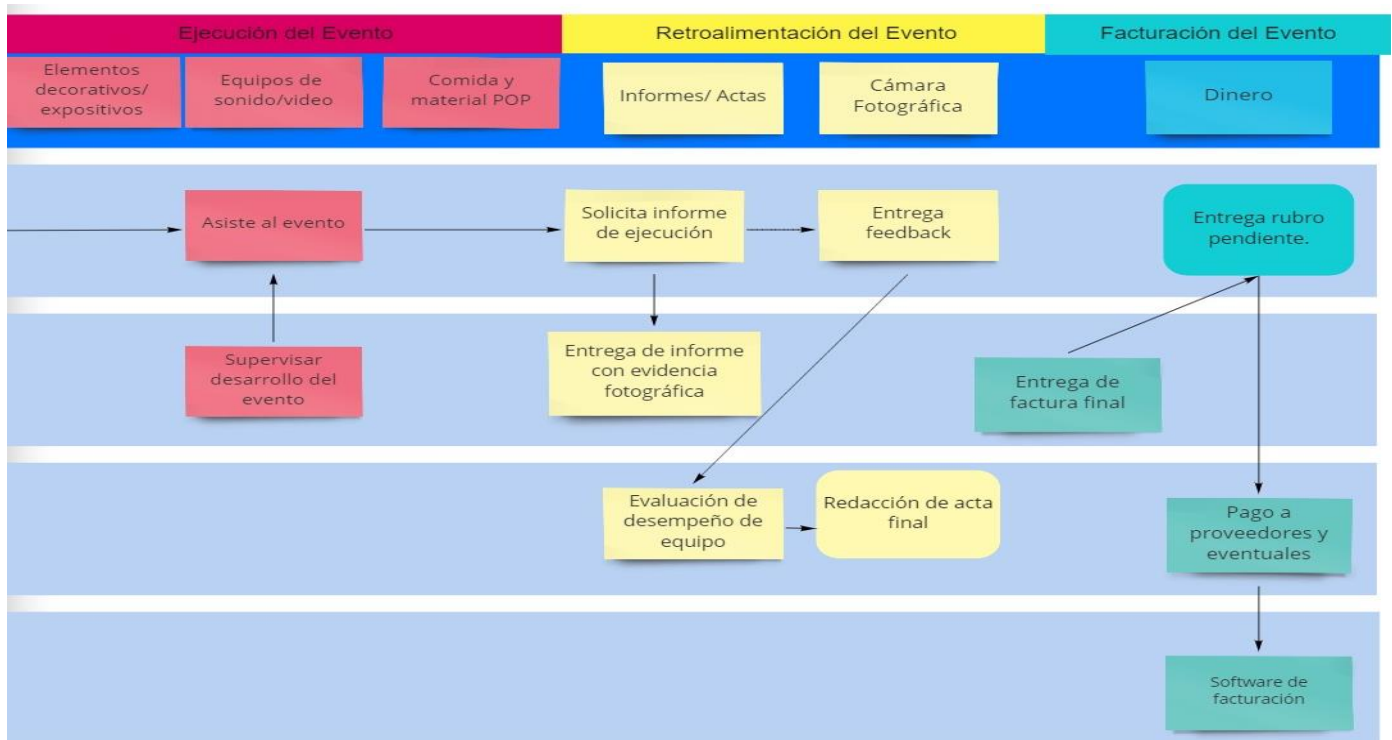 Ejecución del Evento
Retroalimentación del Evento
Facturación del Evento
Elementos
decorativos/
expositivos
Equipos de
sonido/video
Comida y
material POP
Informes/ Actas
Cámara
Fotográfica
Dinero
Asiste al evento
Solicita informe
de ejecución
Entrega
feedback
Entrega rubro
pendiente.
Supervisar
desarrollo del
evento
Entrega de informe
con evidencia
fotográfica
Entrega de
factura final
Evaluación de
desempeño de
equipo
Redacción de acta
final
Pago a
proveedores y
eventuales
Software de
facturación